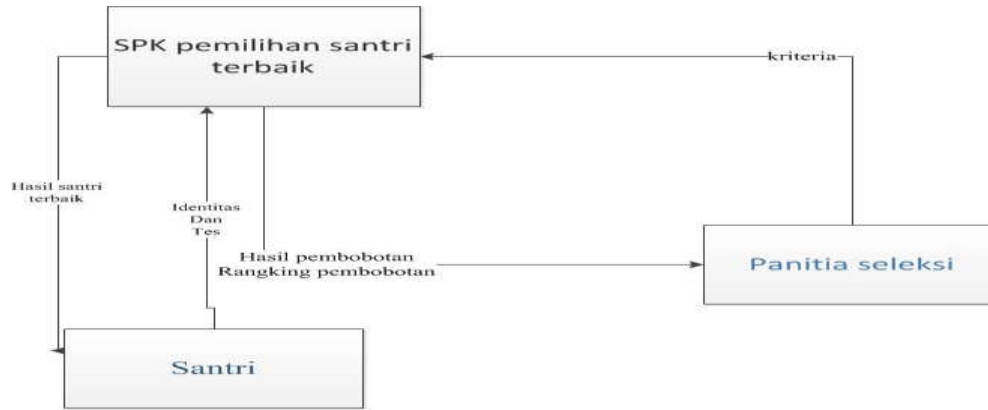 SPK pemilihan santri
terbaik
kriteria
Hasil santri
terbaik
Identitas
Dan
Tes
Hasil pembobotan
Rangking pembobotan
Panitia seleksi
Santri